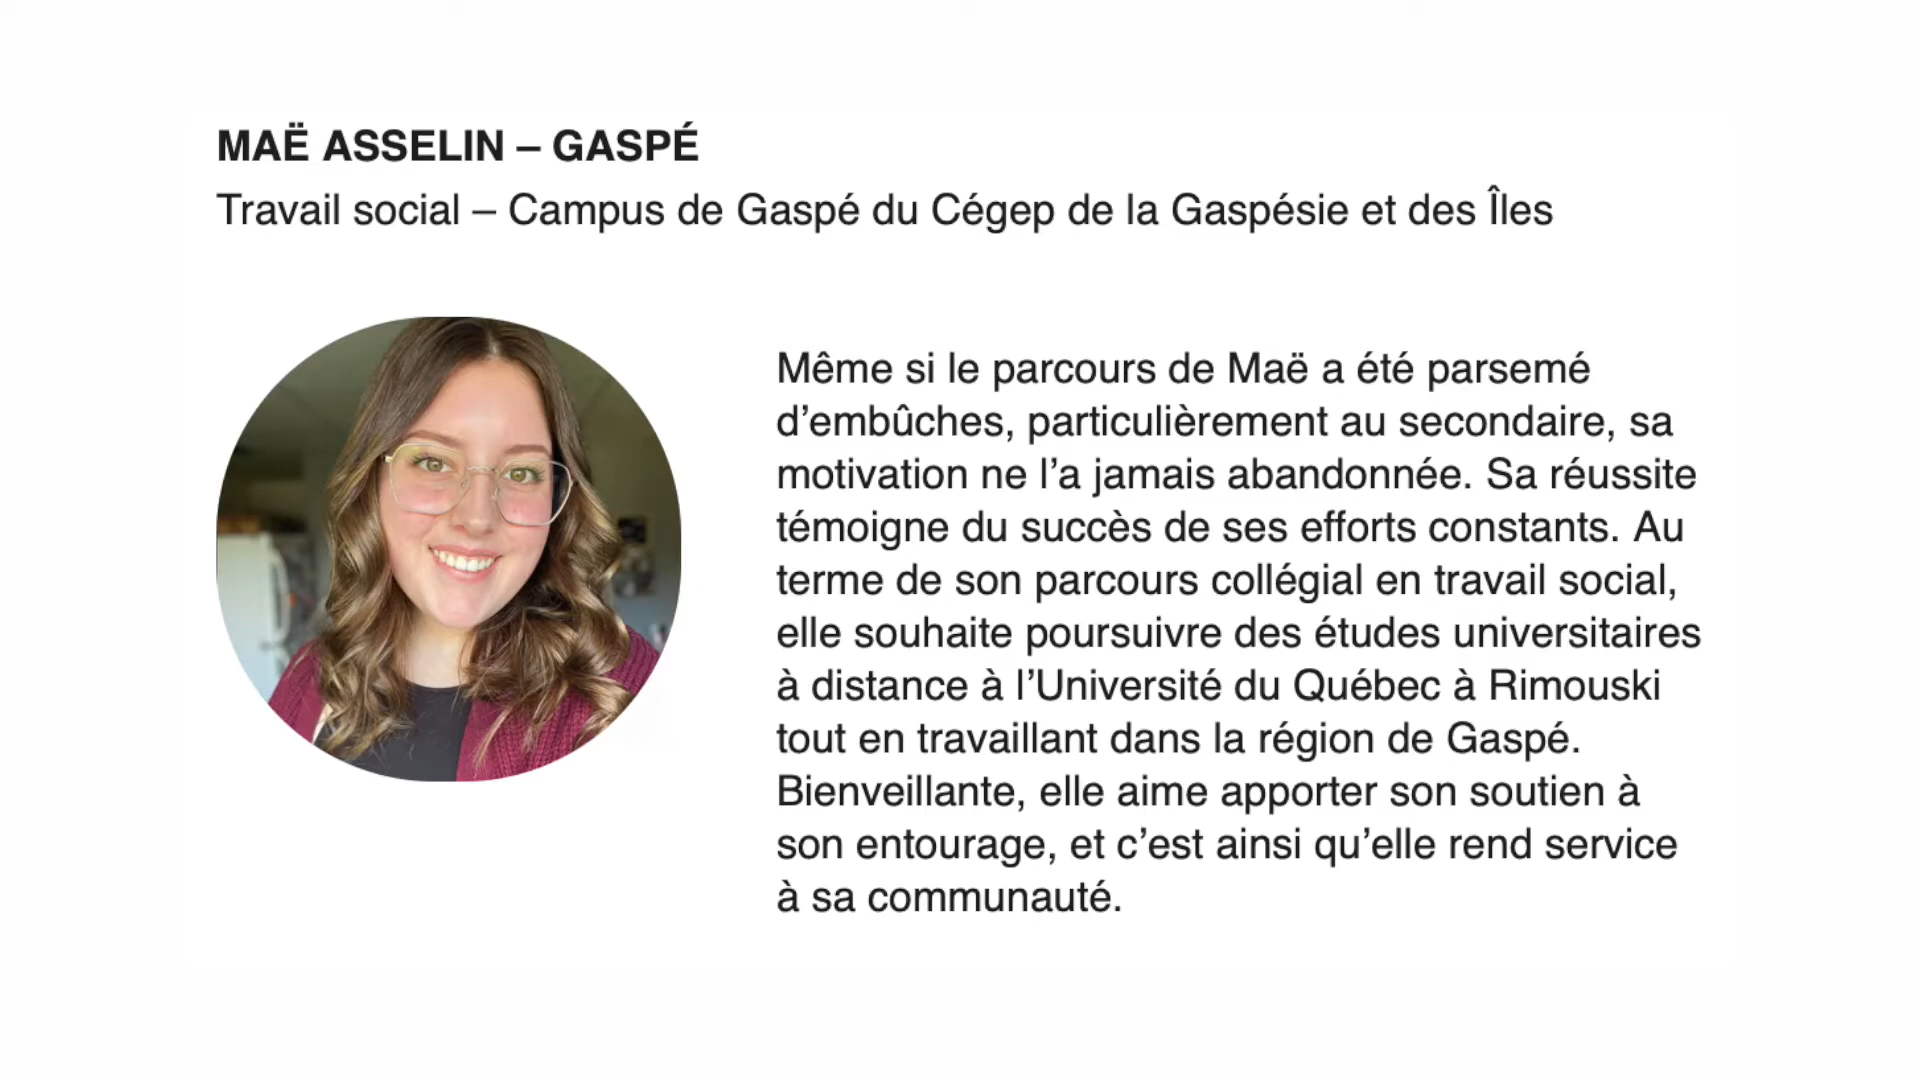 MAË ASSELIN – GASPÉ
Travail social – Campus de Gaspé du Cégep de la Gaspésie et des Îles
Même si le parcours de Maë a été parsemé
d’embûches, particulièrement au secondaire, sa
motivation ne l’a jamais abandonnée. Sa réussite
témoigne du succès de ses efforts constants. Au
terme de son parcours collégial en travail social,
elle souhaite poursuivre des études universitaires
à distance à l’Université du Québec à Rimouski
tout en travaillant dans la région de Gaspé.
Bienveillante, elle aime apporter son soutien à
son entourage, et c’est ainsi qu’elle rend service
à sa communauté.